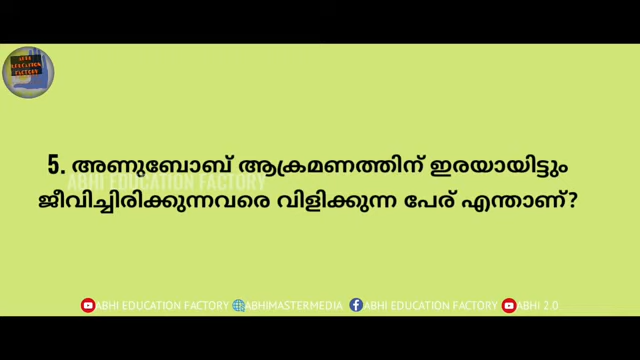 ABHI
EDUCATION
FACTORY
5. അണുബോബ് ആക്രമണത്തിന് ഇരയായിട്ടും
ABHI EDUCATION FACTORY
ജീവിച്ചിരിക്കുന്നവരെ വിളിക്കുന്ന പേര് എന്താണ്?
ABHI EDUCATION FACTORY ABHIMASTERMEDIA ABHI EDUCATION FACTORY ABHI 2.0